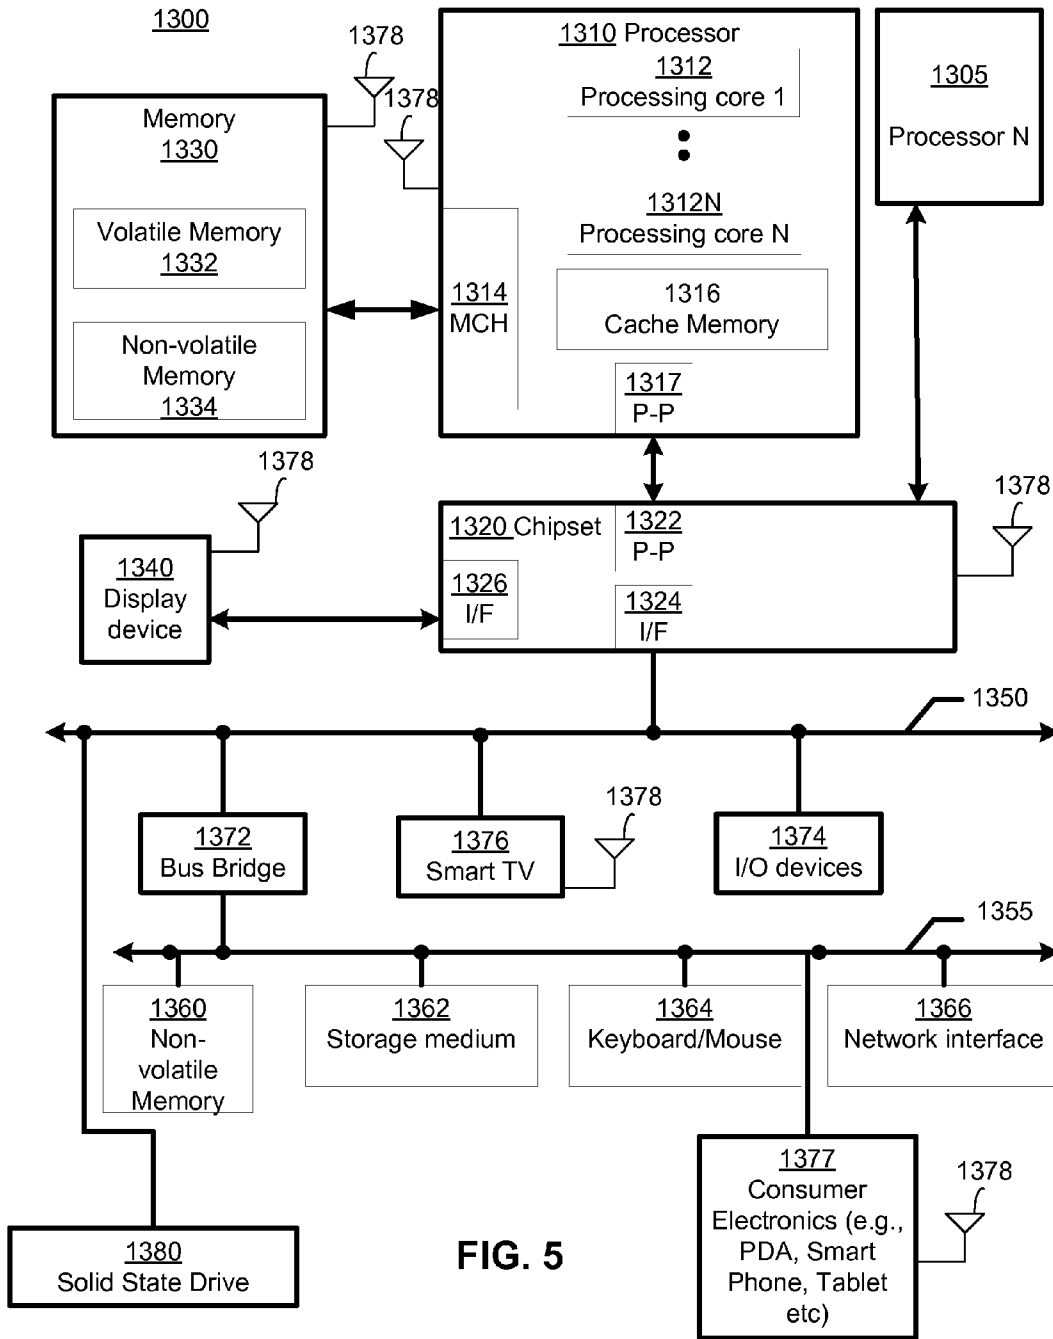 1300
1378
1378
1310 Processor
1312
Processing core 1
1312N
Processing core N
1314
MCH
1316
Cache Memory
1317
P-P
1305
Processor N
Memory
1330
Volatile Memory
1332
Non-volatile
Memory
1334
1378
1340
Display
device
1320 Chipset
1322
P-P
1326
I/F
1324
I/F
1378
1350
1372
Bus Bridge
1376
Smart TV
1378
1374
I/O devices
1355
1360
Non-
volatile
Memory
1362
Storage medium
1364
Keyboard/Mouse
1366
Network interface
1377
Consumer
Electronics (e.g.,
PDA, Smart
Phone, Tablet
etc)
1378
1380
Solid State Drive
FIG. 5